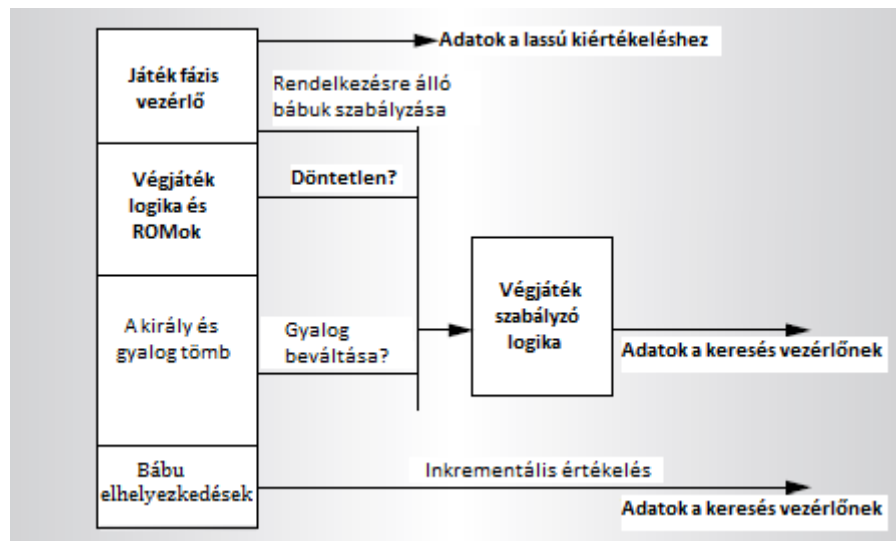 Játék fázis
vezérlő
Adatok a lassú kiértékeléshez
Rendelkezésre álló
bábuk szabályzása
Végjáték
logika és
ROMok
Döntetlen?
A király és
gyalog tömb
Gyalog
beváltása?
Végjáték
szabályzó
logika
Adatok a keresés vezérlőnek
Bábu
elhelyezkedések
Inkrementális értékelés
Adatok a keresés vezérlőnek